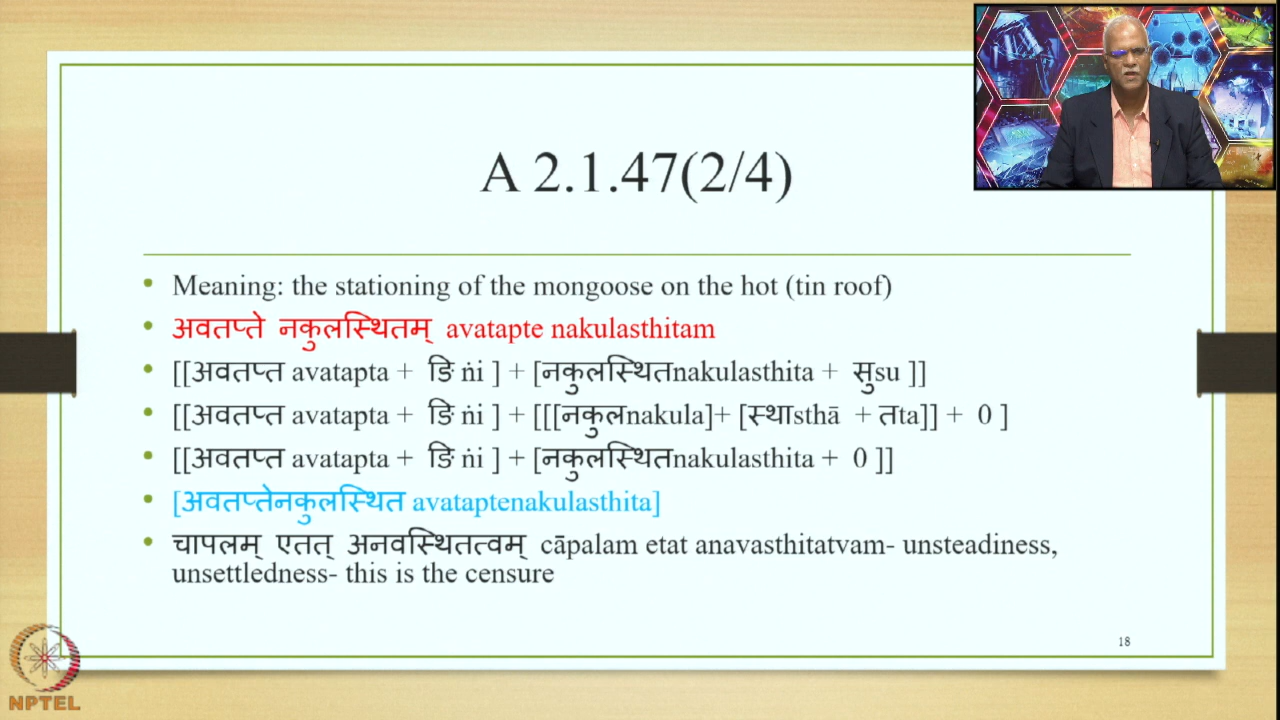 A 2.1.47(2/4)
• Meaning: the stationing of the mongoose on the hot (tin roof)
• अवतप्ते नकुलस्थितम् avatapte nakulasthitam
• [[अवतप्त avatapta + ङि ṅi ] + [नकुलस्थितnakulasthita + सुsu ]]
• [[अवतप्त avatapta + ङि ṅi ] + [[[नकुलnakula]+ [स्थाsthā + तta]] + 0 ]
• [[अवतप्त avatapta + ङि ṅi ] + [नकुलस्थितnakulasthita + 0 ]]
• [अवतप्तेनकुलस्थित avataptenakulasthita]
• चापलम् एतत् अनवस्थितत्वम् cāpalam etat anavasthitatvam- unsteadiness,
unsettledness- this is the censure
18
NPTEL